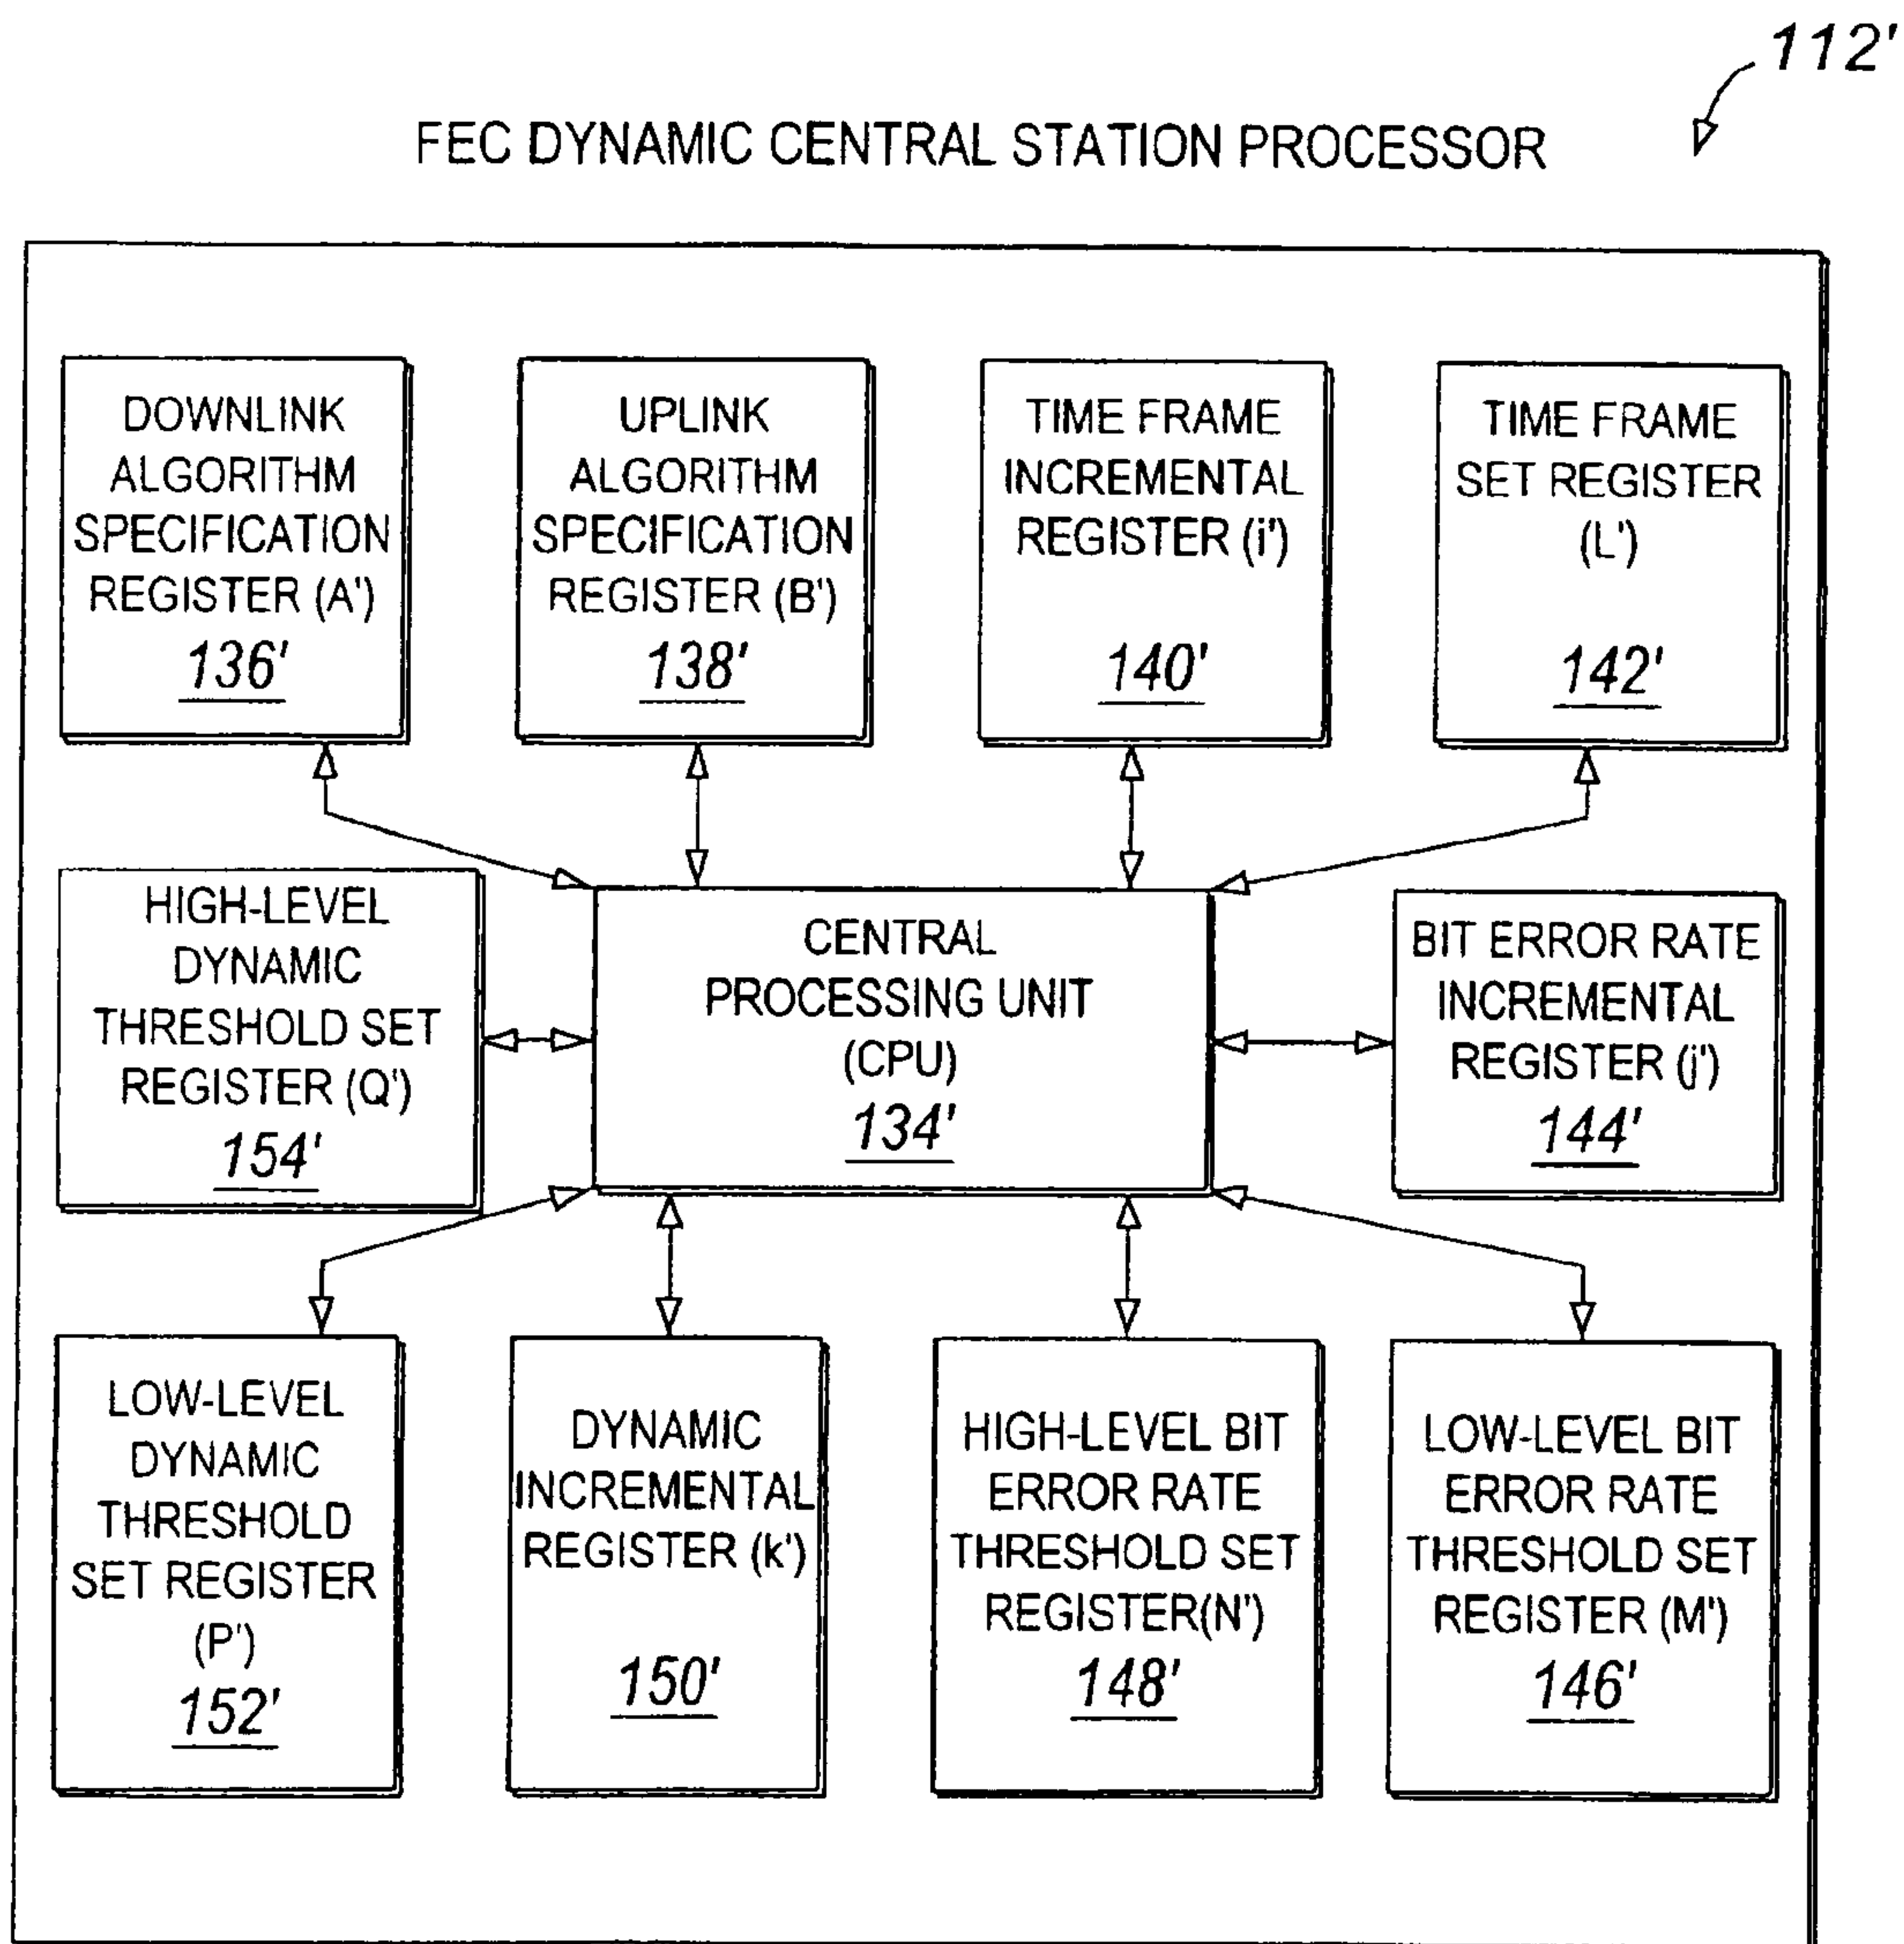 112'
FEC DYNAMIC CENTRAL STATION PROCESSOR
DOWNLINK
ALGORITHM
SPECIFICATION
REGISTER (A')
136'
UPLINK
ALGORITHM
SPECIFICATION
REGISTER (B')
138'
TIME FRAME
INCREMENTAL
REGISTER (i')
140'
TIME FRAME
SET REGISTER
(L')
142'
HIGH-LEVEL
DYNAMIC
THRESHOLD SET
REGISTER (Q')
154'
CENTRAL
PROCESSING UNIT
(CPU)
134'
BIT ERROR RATE
INCREMENTAL
REGISTER (j')
144'
LOW-LEVEL
DYNAMIC
THRESHOLD
SET REGISTER
(P')
152'
DYNAMIC
INCREMENTAL
REGISTER (k')
150'
HIGH-LEVEL BIT
ERROR RATE
THRESHOLD SET
REGISTER(N')
148'
LOW-LEVEL BIT
ERROR RATE
THRESHOLD SET
REGISTER (M')
146'